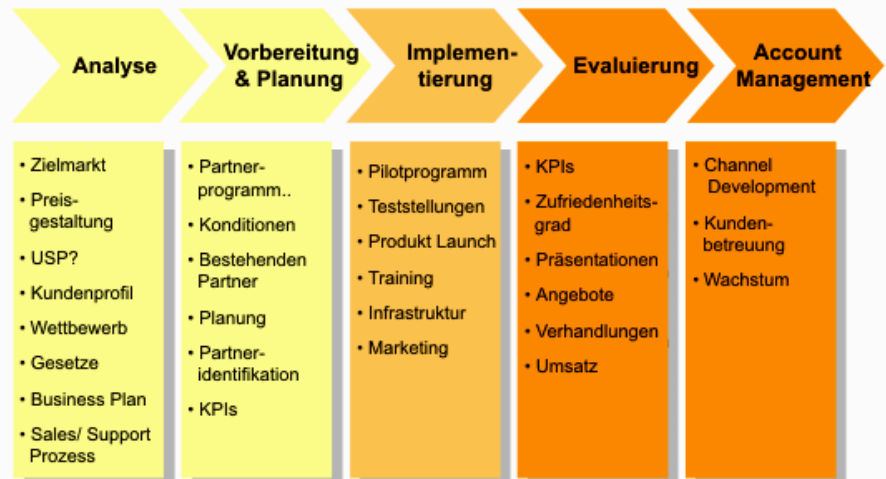 Analyse
Vorbereitung
& Planung
Implemen-
tierung
Evaluierung
Account
Management
• Zielmarkt
• Preis-
gestaltung
• USP?
• Kundenprofil
• Wettbewerb
• Gesetze
• Business Plan
• Sales/ Support
Prozess
• Partner-
programm..
• Konditionen
• Bestehenden
Partner
• Planung
• Partner-
identifikation
• KPIs
• Pilotprogramm
• Teststellungen
• Produkt Launch
• Training
• Infrastruktur
• Marketing
• KPIs
• Zufriedenheits-
grad
• Präsentationen
• Angebote
• Verhandlungen
• Umsatz
• Channel
Development
• Kunden-
betreuung
• Wachstum